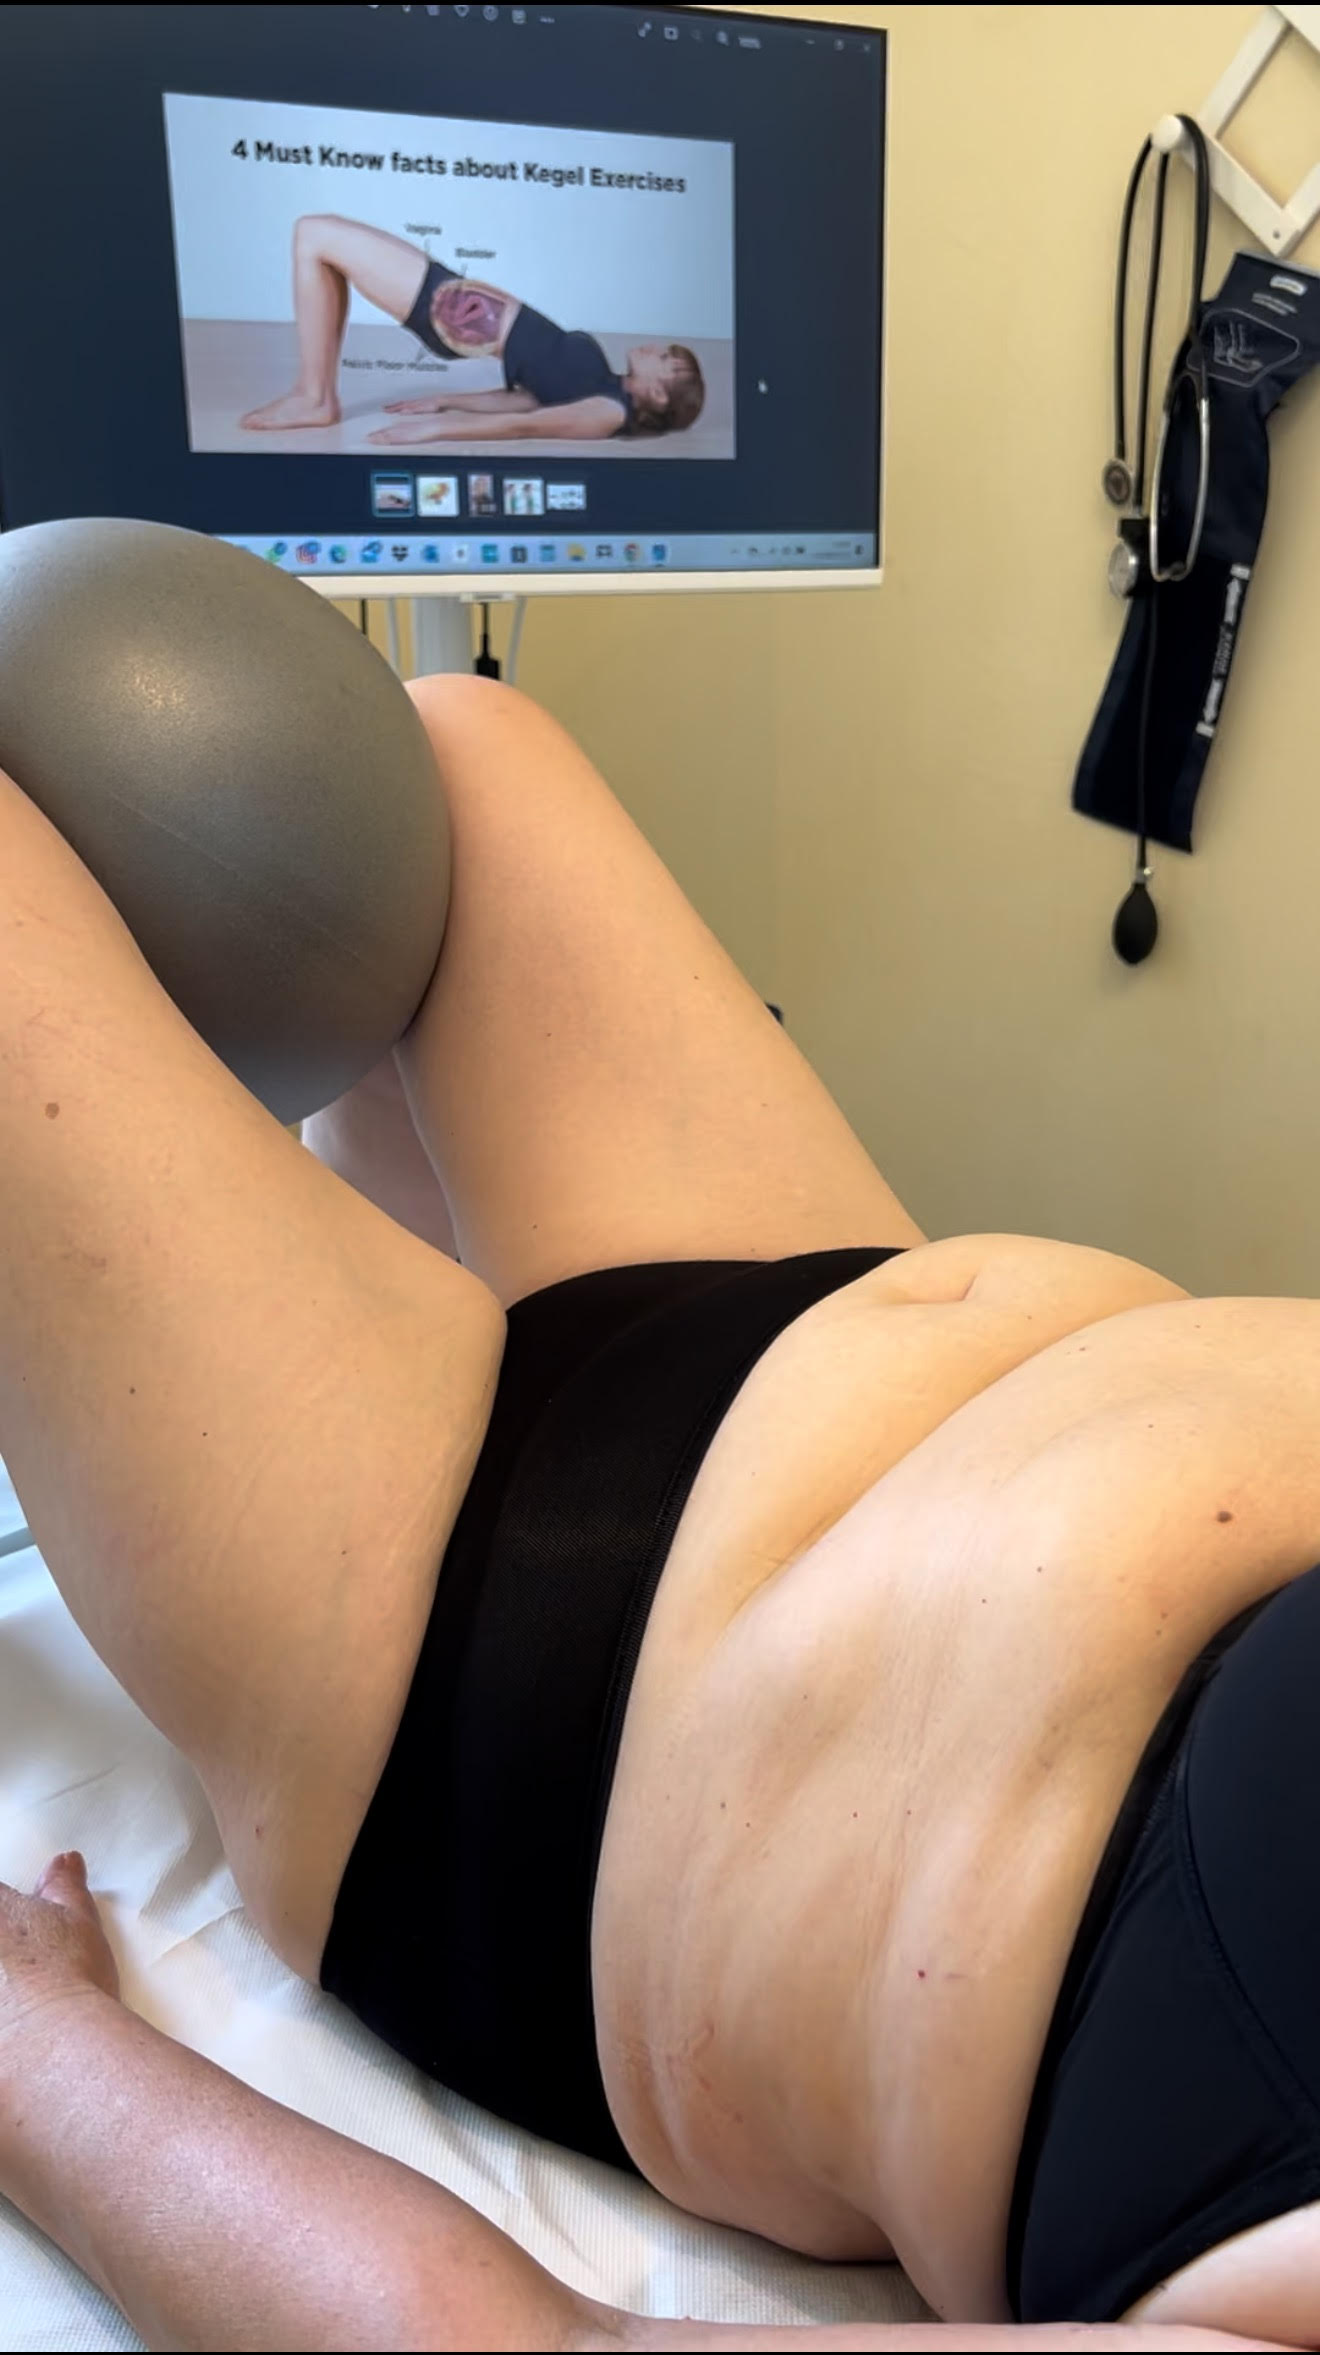 4 Must Know facts about Kegel Exercises
Vagina
Bladder
Pelvic Floor Muscles